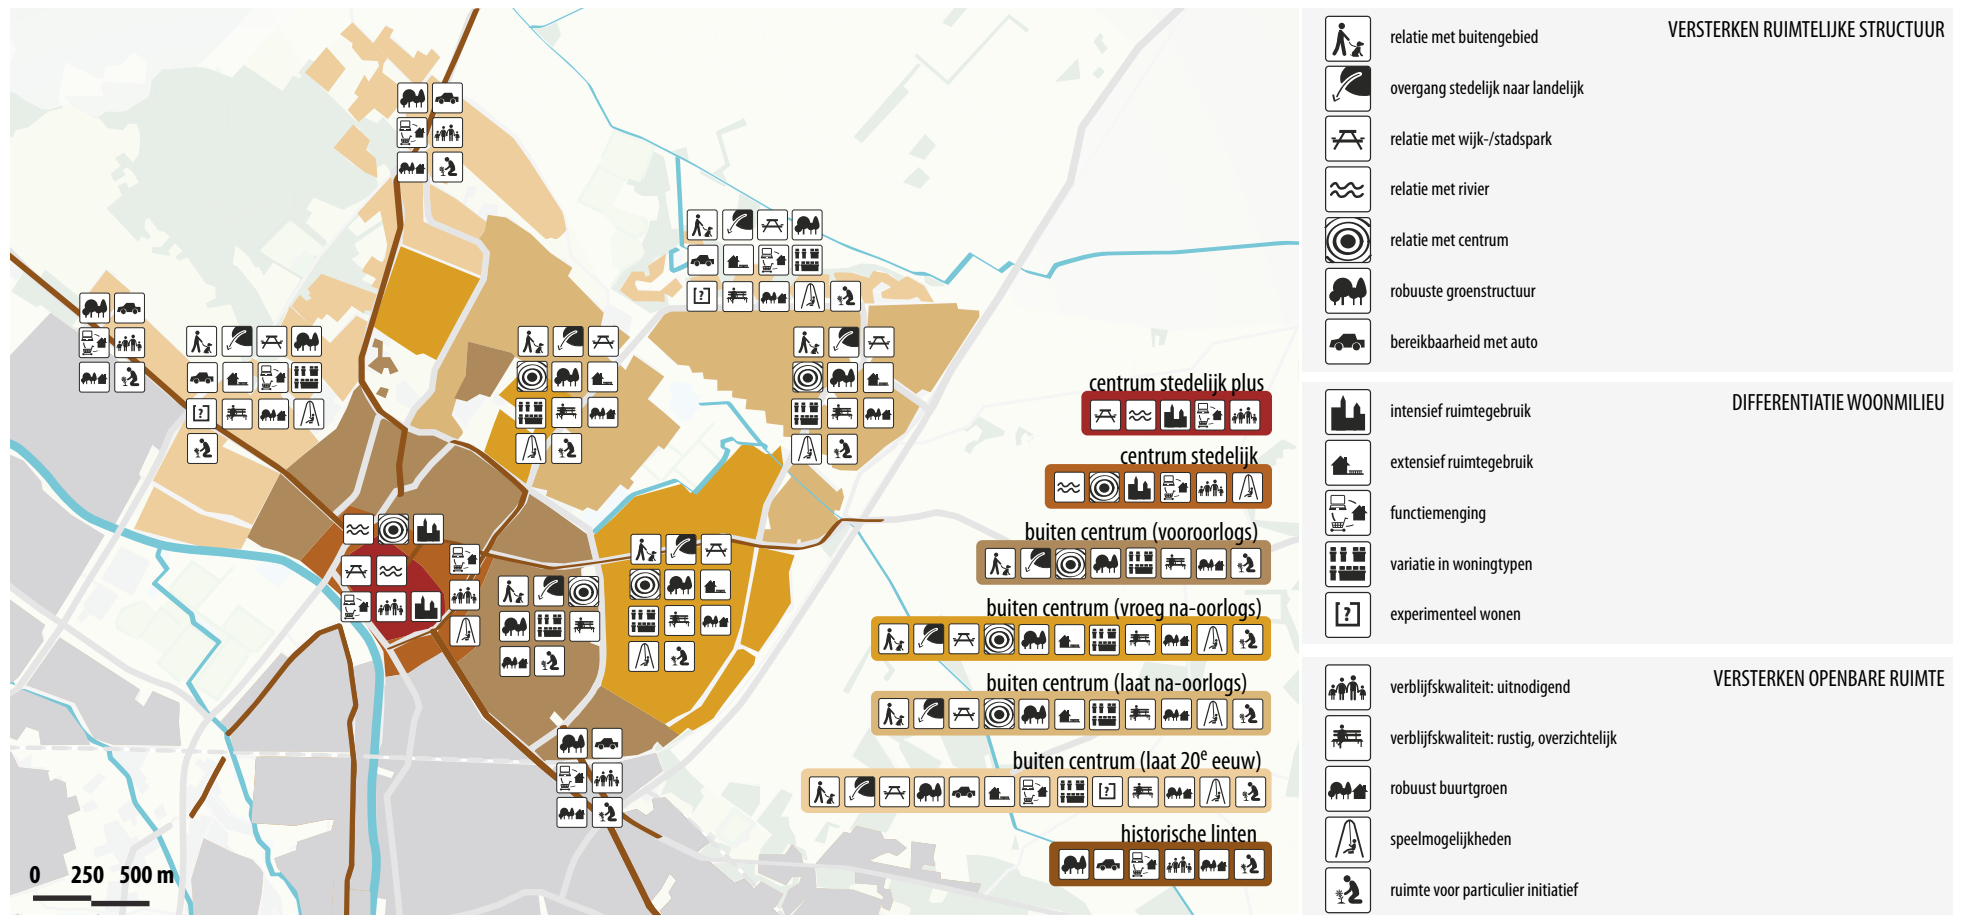 centrum stedelijk plus
centrum stedelijk
buiten centrum (vooroorlogs)
buiten centrum (vroeg na-oorlogs)
buiten centrum (laat na-oorlogs)
buiten centrum (laat 20e eeuw)
historische linten
0 250 500 m
VERSTERKEN RUIMTELIJKE STRUCTUUR
relatie met buitengebied
overgang stedelijk naar landelijk
relatie met wijk-/stadspark
relatie met rivier
relatie met centrum
robuuste groenstructuur
bereikbaarheid met auto
DIFFERENTIATIE WOONMILIEU
intensief ruimtegebruik
extensief ruimtegebruik
functiemenging
variatie in woningtypen
[?] experimenteel wonen
VERSTERKEN OPENBARE RUIMTE
verblijfskwaliteit: uitnodigend
verblijfskwaliteit: rustig, overzichtelijk
robuust buurtgroen
speelmogelijkheden
ruimte voor particulier initiatief